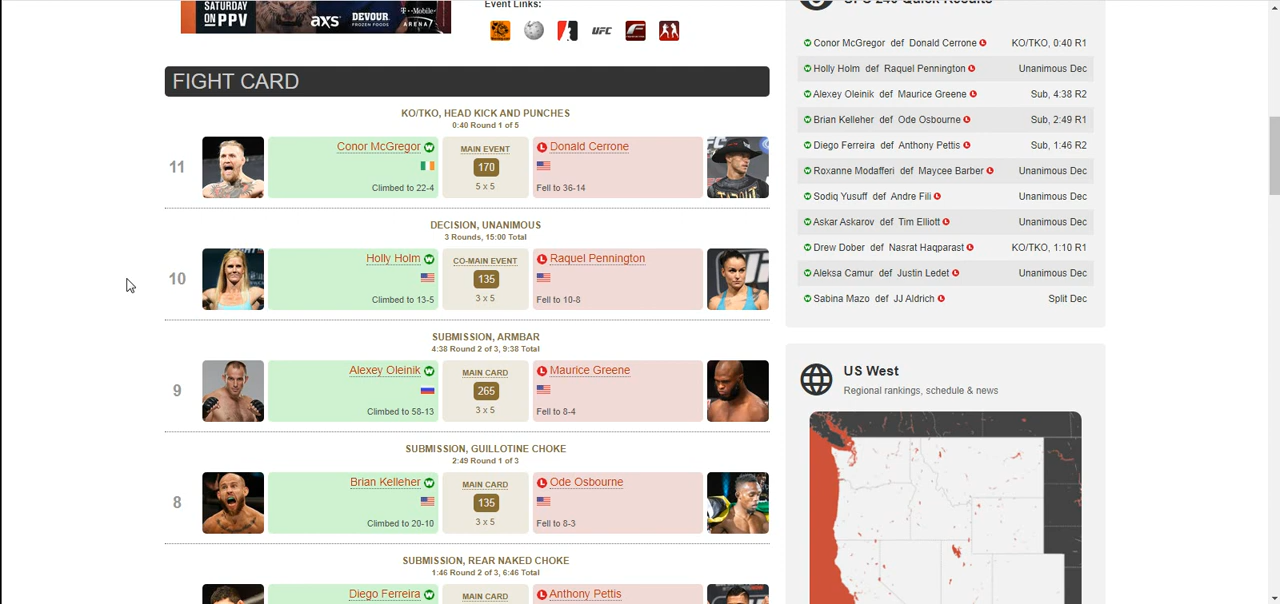 SATURDAY
ON PPV
axs
DEVOUR
FROZEN FOODS
T··Mobile·
ARENA
Event Links:
UFC
FIGHT CARD
KO/TKO, HEAD KICK AND PUNCHES
0:40 Round 1 of 5
11
Conor McGregor W
Climbed to 22-4
MAIN EVENT
170
5 x 5
L Donald Cerrone
Fell to 36-14
DECISION, UNANIMOUS
3 Rounds, 15:00 Total
10
Holly Holm W
Climbed to 13-5
CO-MAIN EVENT
135
3 x 5
L Raquel Pennington
Fell to 10-8
SUBMISSION, ARMBAR
4:38 Round 2 of 3, 9:38 Total
9
Alexey Oleinik W
Climbed to 58-13
MAIN CARD
265
3 x 5
L Maurice Greene
Fell to 8-4
SUBMISSION, GUILLOTINE CHOKE
2:49 Round 1 of 3
8
Brian Kelleher W
Climbed to 20-10
MAIN CARD
135
3 x 5
L Ode Osbourne
Fell to 8-3
SUBMISSION, REAR NAKED CHOKE
1:46 Round 2 of 3, 6:46 Total
Diego Ferreira W
MAIN CARD
L Anthony Pettis
UFC 246 Quick Results
W Conor McGregor def Donald Cerrone L KO/TKO, 0:40 R1
W Holly Holm def Raquel Pennington L Unanimous Dec
W Alexey Oleinik def Maurice Greene L Sub, 4:38 R2
W Brian Kelleher def Ode Osbourne L Sub, 2:49 R1
W Diego Ferreira def Anthony Pettis L Sub, 1:46 R2
W Roxanne Modafferi def Maycee Barber L Unanimous Dec
W Sodiq Yusuff def Andre Fili L Unanimous Dec
W Askar Askarov def Tim Elliott L Unanimous Dec
W Drew Dober def Nasrat Haqparast L KO/TKO, 1:10 R1
W Aleksa Camur def Justin Ledet L Unanimous Dec
W Sabina Mazo def JJ Aldrich L Split Dec
US West
Regional rankings, schedule & news